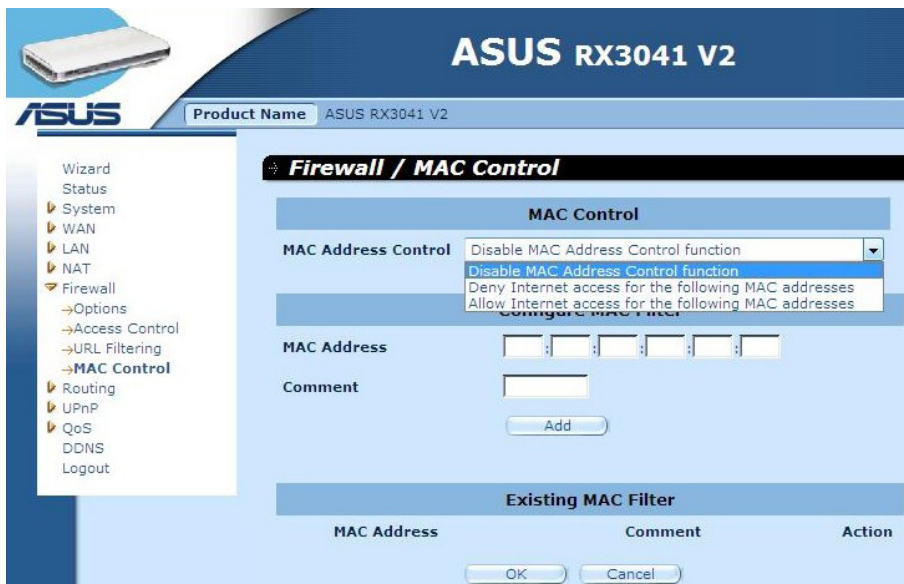 ASUS RX3041 V2
ASUS
Product Name ASUS RX3041 V2
Wizard
Status
System
WAN
LAN
NAT
Firewall
→Options
→Access Control
→URL Filtering
→MAC Control
Routing
UPnP
QoS
DDNS
Logout
Firewall / MAC Control
MAC Control
MAC Address Control Disable MAC Address Control function
Disable MAC Address Control function
Deny Internet access for the following MAC addresses
Allow Internet access for the following MAC addresses
Configure MAC Filter
MAC Address : : : : :
Comment
Add
Existing MAC Filter
MAC Address Comment Action
OK Cancel